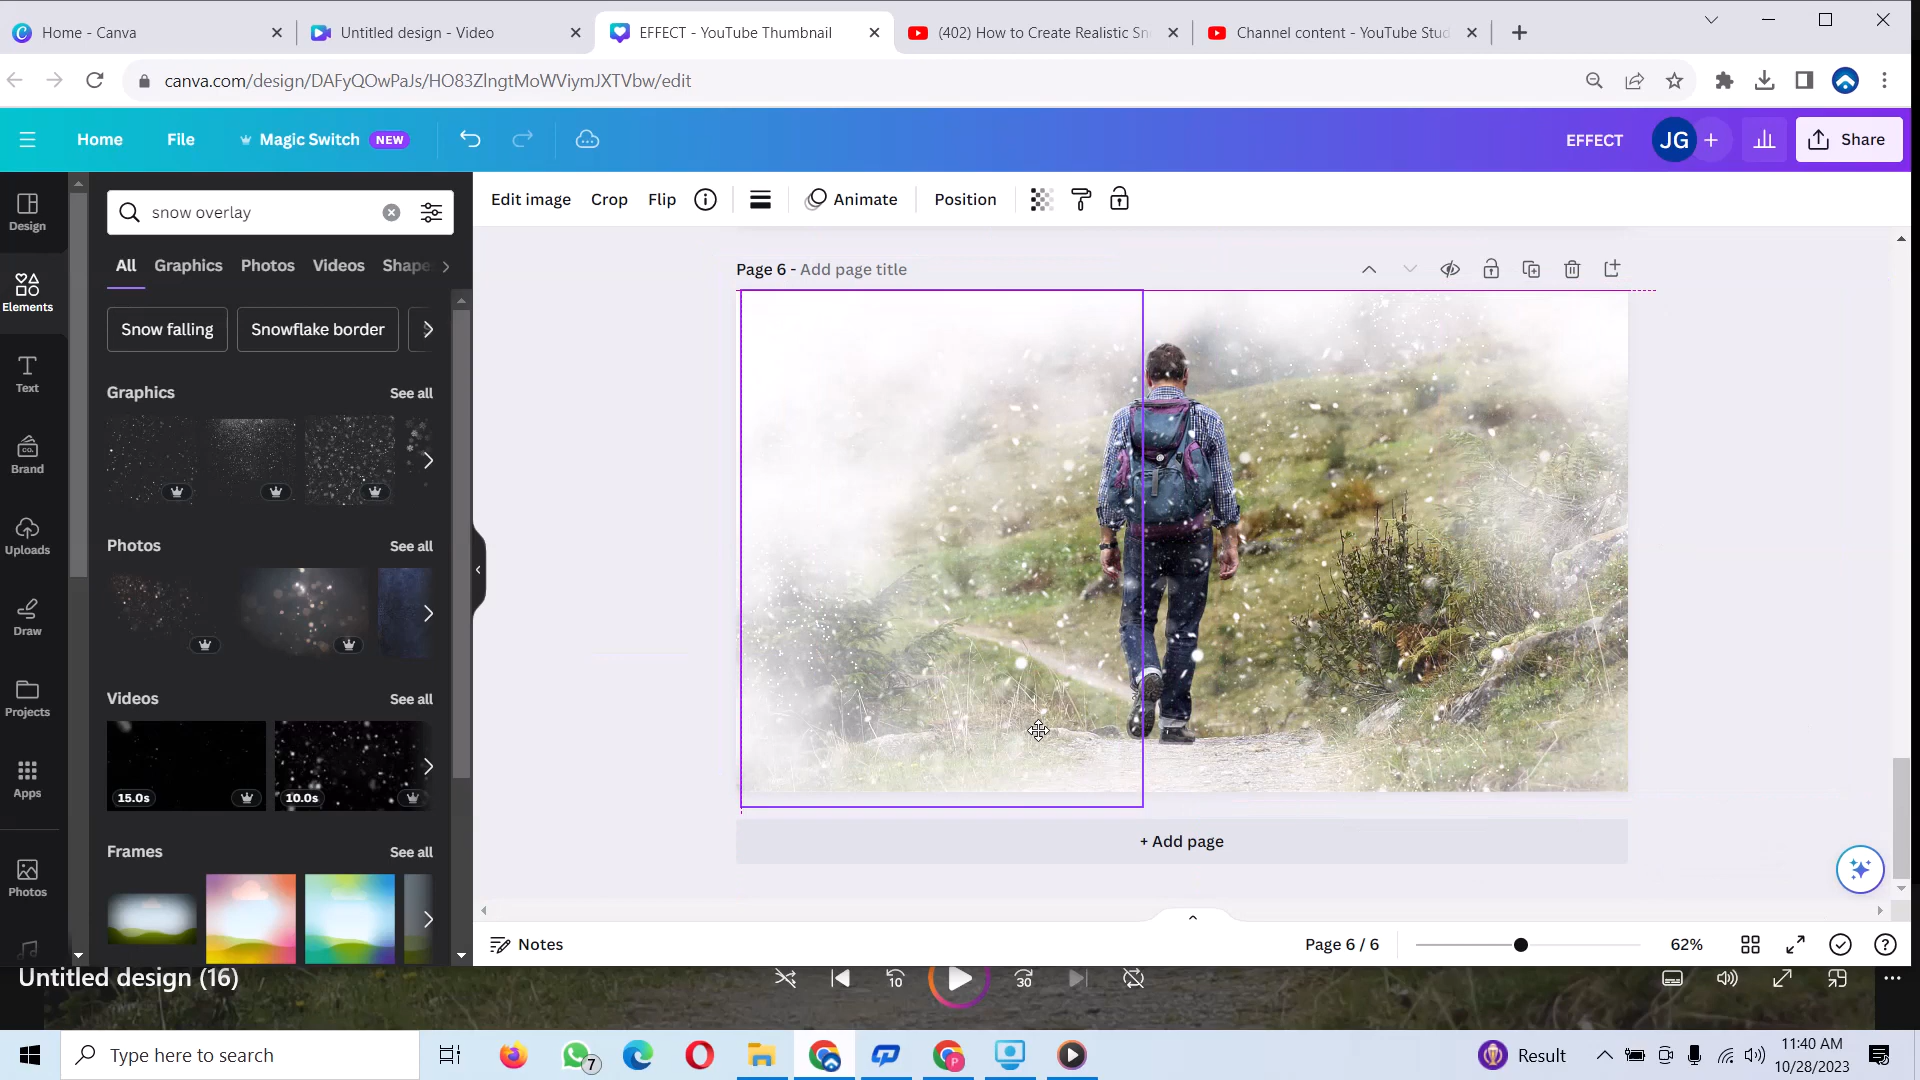 Home - Canva
Untitled design - Video
EFFECT - YouTube Thumbnail
(402) How to Create Realistic Sn
Channel content - YouTube Stud
canva.com/design/DAFyQOwPaJs/HO83ZlngtMoWViymJXTVbw/edit
Home
File
Magic Switch
NEW
EFFECT
JG
Share
Design
Elements
Text
Brand
Uploads
Draw
Projects
Apps
Photos
snow overlay
All
Graphics
Photos
Videos
Shape
Snow falling
Snowflake border
Graphics
See all
Photos
See all
Videos
See all
15.0s
10.0s
Frames
See all
Edit image
Crop
Flip
Animate
Position
Page 6 - Add page title
+ Add page
Notes
Page 6 / 6
62%
Untitled design (16)
10
30
Type here to search
7
Result
11:40 AM
10/28/2023